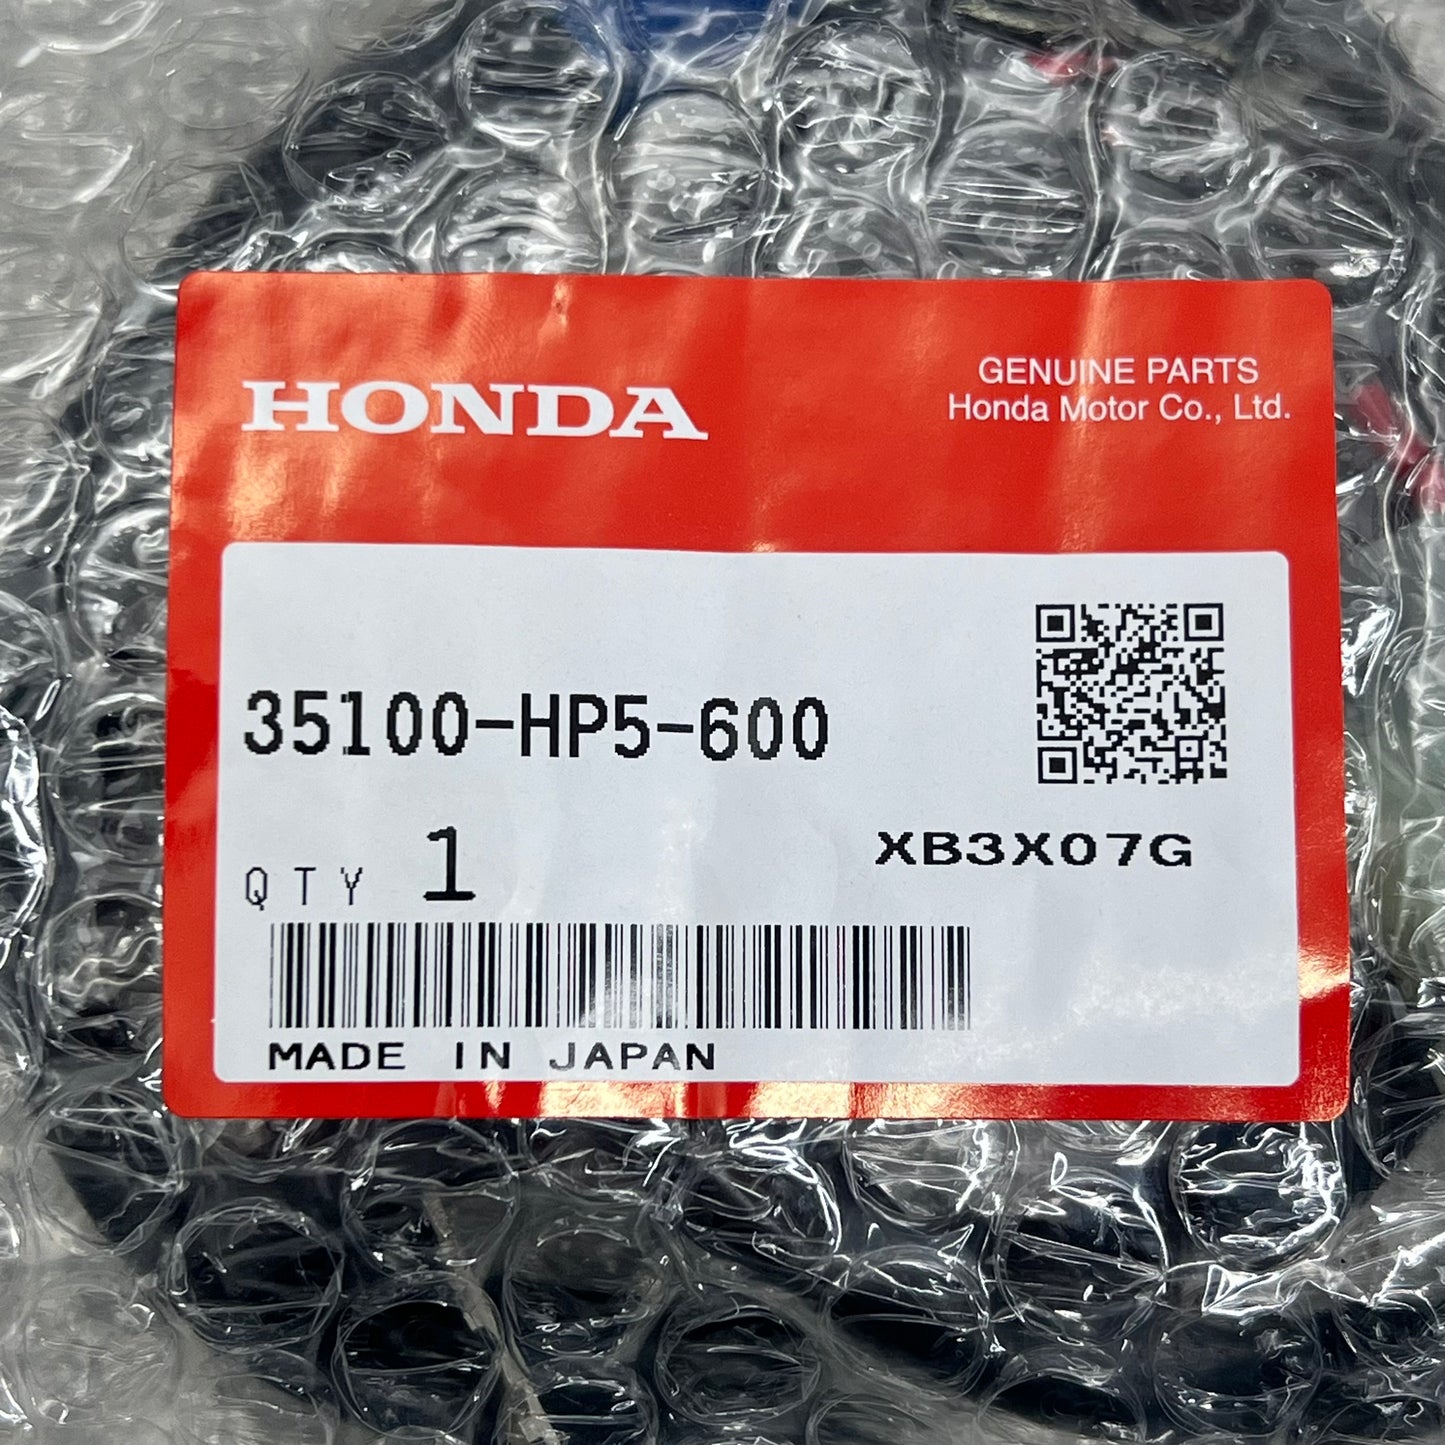 HONDA
GENUINE PARTS
Honda Motor Co., Ltd.
35100-HP5-600
XB3X07G
QTY 1
MADE IN JAPAN